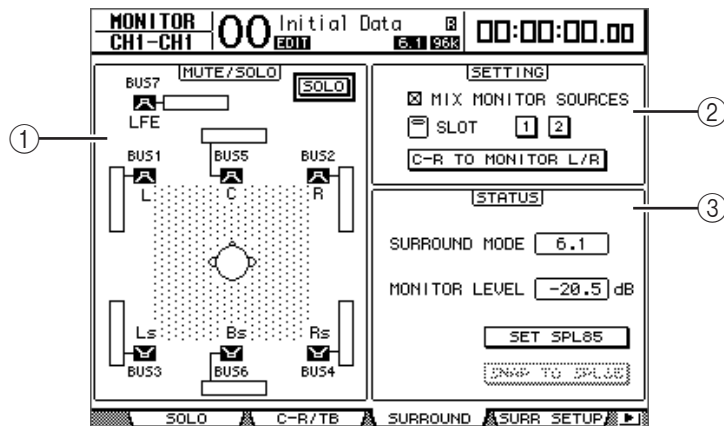 MONITOR
CH1-CH1
00
Initial Data
EDIT
6.1
96k
00:00:00.00
MUTE/SOLO
BUS7
SOLO
LFE
BUS1
BUS5
BUS2
L
C
R
Ls
Bs
Rs
BUS3
BUS6
BUS4
1
SETTING
MIX MONITOR SOURCES
SLOT
1
2
C-R TO MONITOR L/R
2
STATUS
3
SURROUND MODE 6.1
MONITOR LEVEL -20.5 dB
SET SPL85
SNAP TO SPL85
SOLO
C-R/TB
SURROUND
SURR SETUP